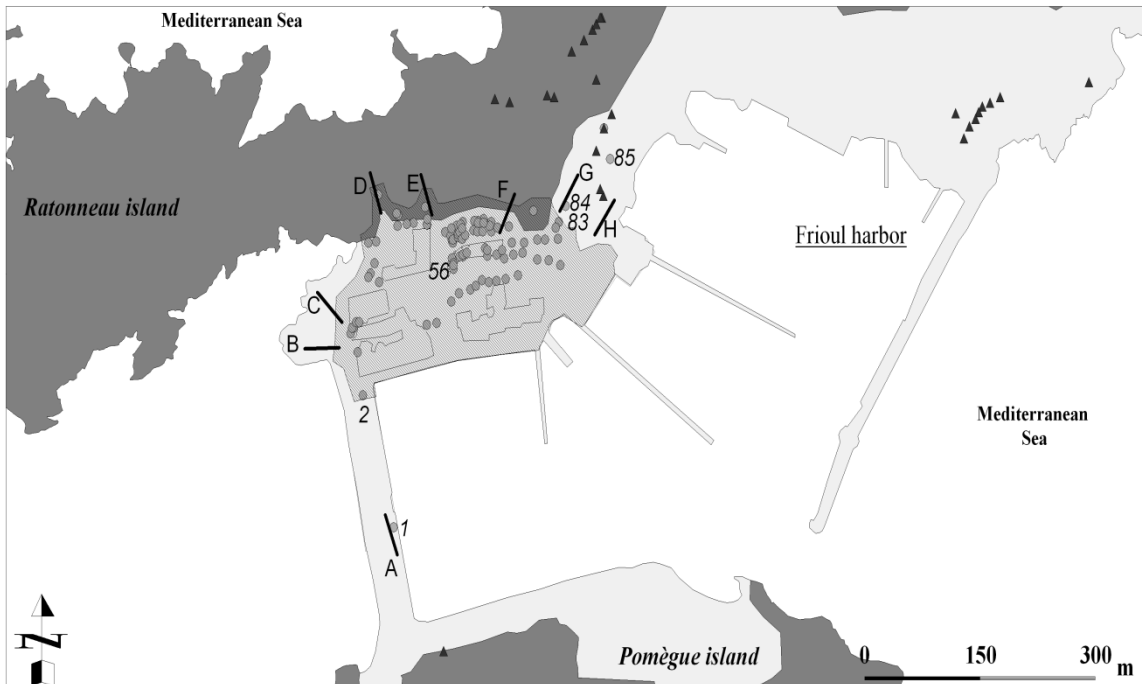 Mediterranean Sea
85
D
E
F
G
Ratonneau island
84
83
H
Frioul harbor
56
C
B
2
Mediterranean
Sea
1
A
N
Pomègue island
0
150
300
m